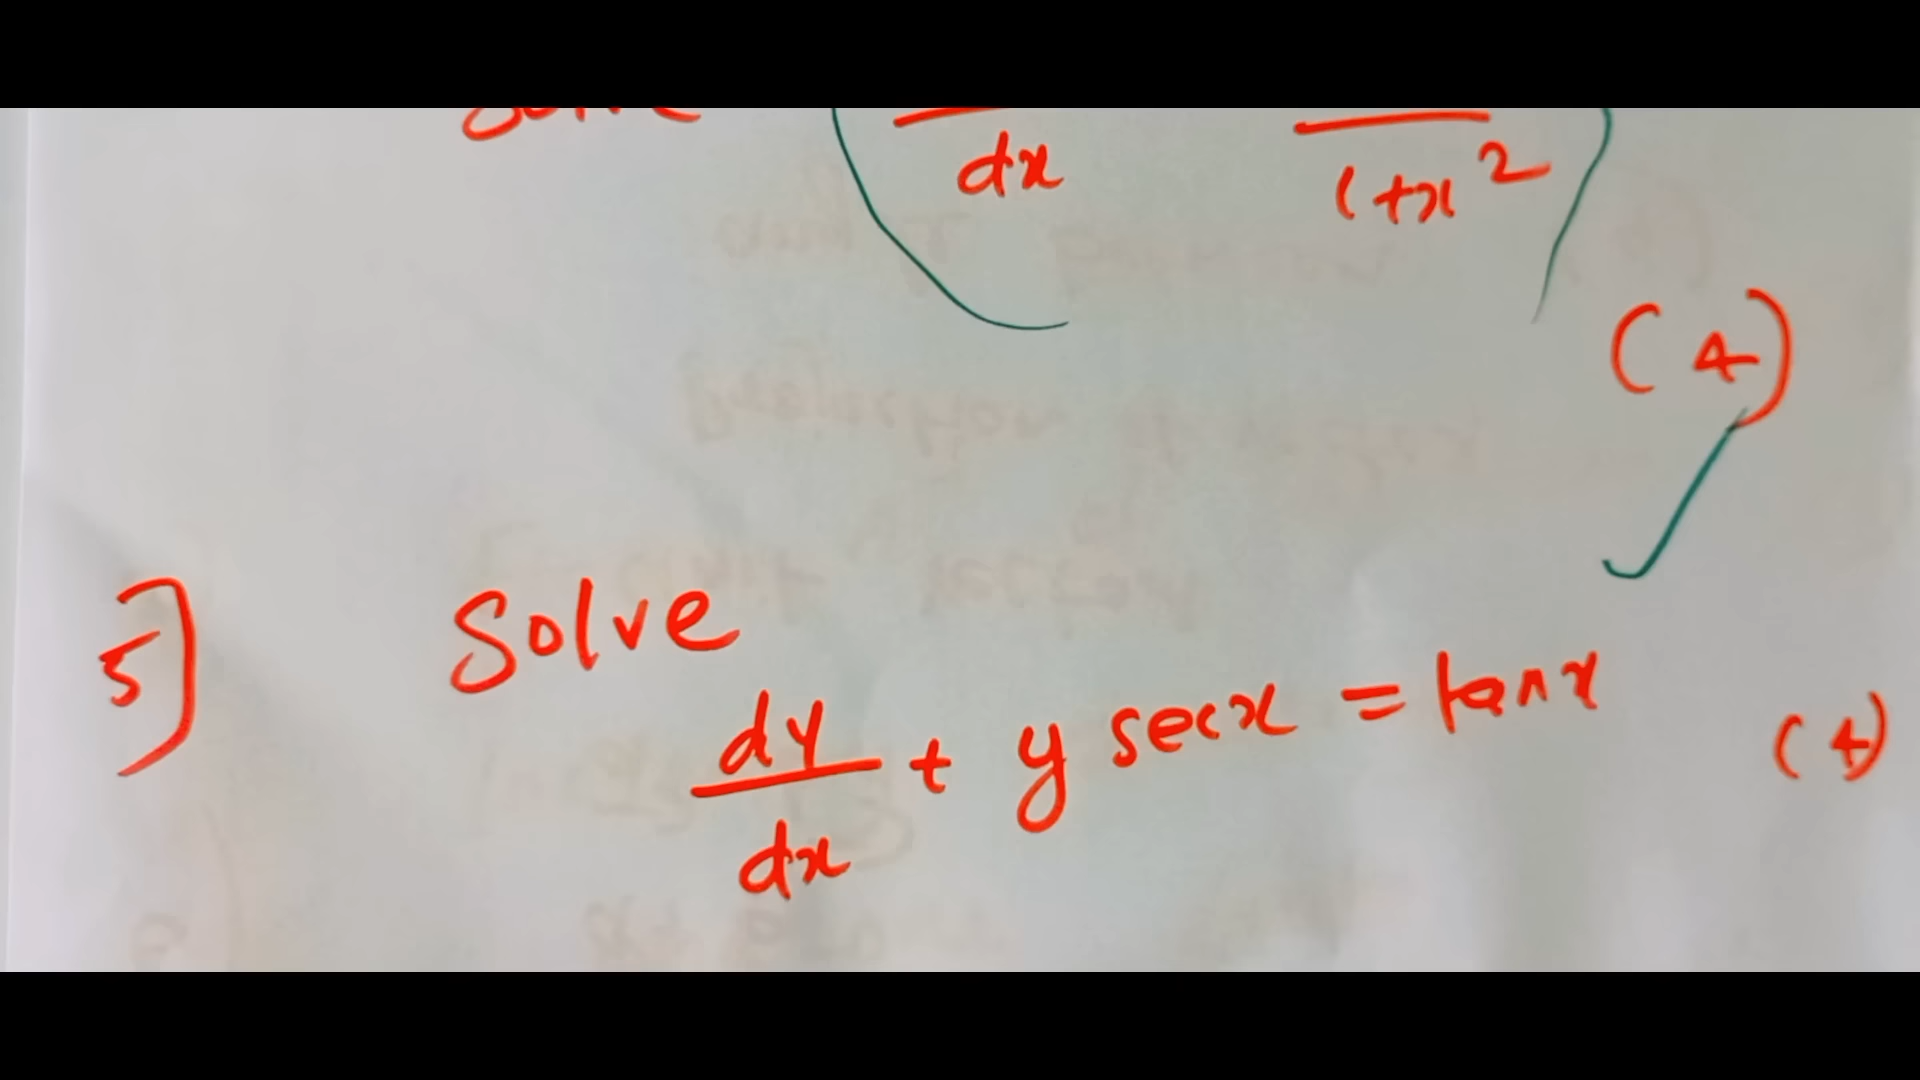 dx 1+x²
(4)
5] Solve
dy/dx + y secx = tanx (4)